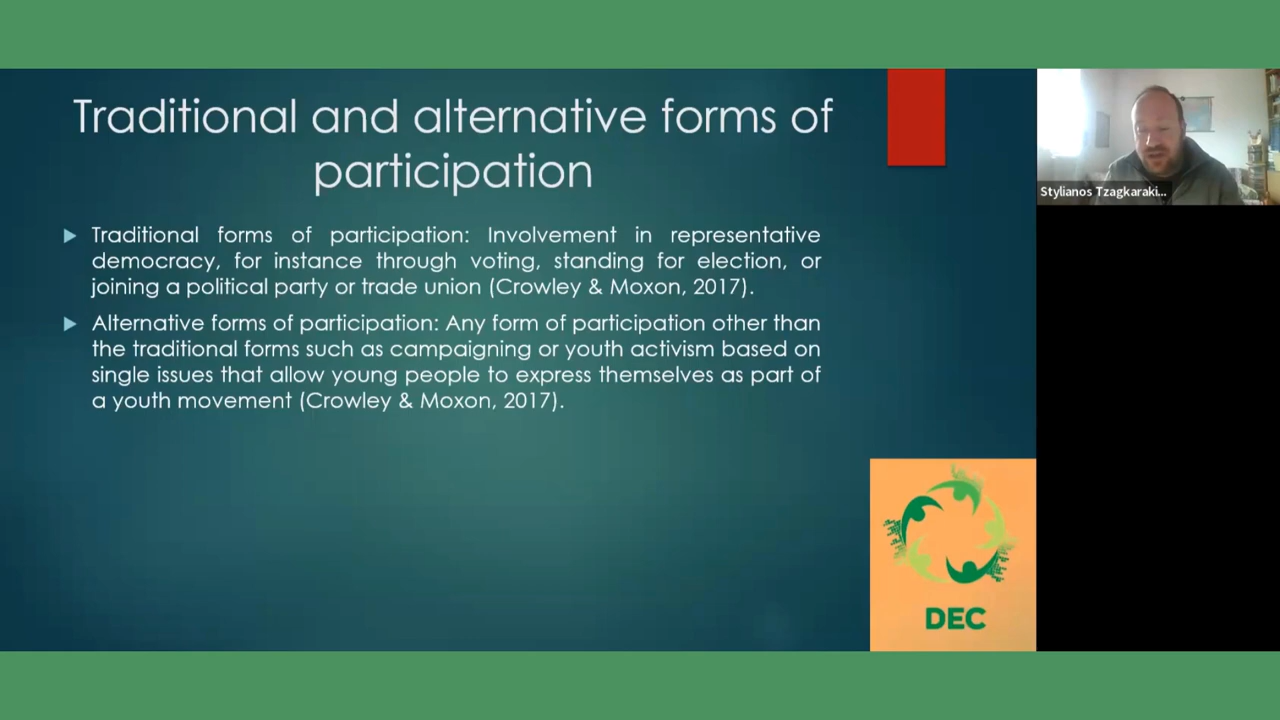 Traditional and alternative forms of
participation
Traditional forms of participation: Involvement in representative
democracy, for instance through voting, standing for election, or
joining a political party or trade union (Crowley & Moxon, 2017).
Alternative forms of participation: Any form of participation other than
the traditional forms such as campaigning or youth activism based on
single issues that allow young people to express themselves as part of
a youth movement (Crowley & Moxon, 2017).
DEC
Stylianos Tzagkaraki...